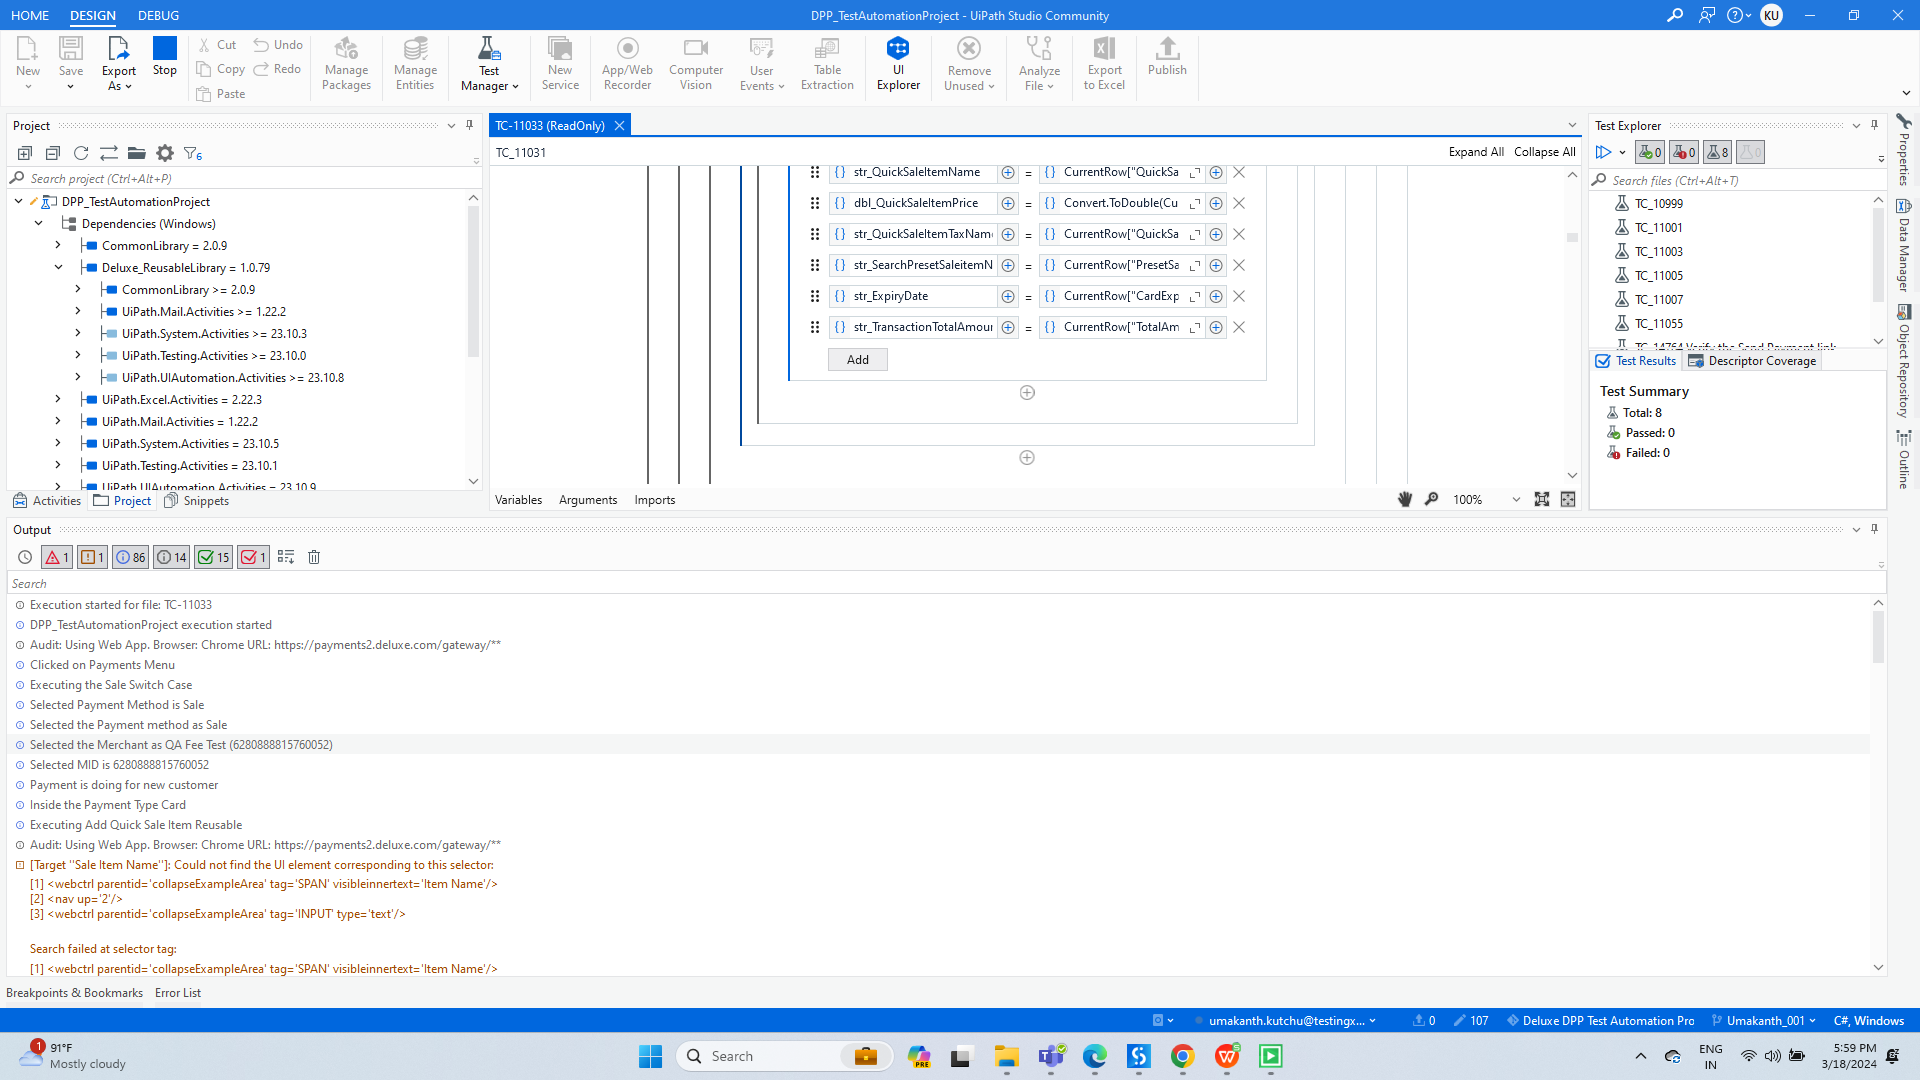 HOME
DESIGN
DEBUG
DPP_TestAutomationProject - UiPath Studio Community
KU
New
Save
Export As
Stop
Cut
Copy
Paste
Undo
Redo
Manage Packages
Manage Entities
Test Manager
New Service
App/Web Recorder
Computer Vision
User Events
Table Extraction
UI Explorer
Remove Unused
Analyze File
Export to Excel
Publish
Project
6
Search project (Ctrl+Alt+P)
DPP_TestAutomationProject
Dependencies (Windows)
CommonLibrary = 2.0.9
Deluxe_ReusableLibrary = 1.0.79
CommonLibrary >= 2.0.9
UiPath.Mail.Activities >= 1.22.2
UiPath.System.Activities >= 23.10.3
UiPath.Testing.Activities >= 23.10.0
UiPath.UIAutomation.Activities >= 23.10.8
UiPath.Excel.Activities = 2.22.3
UiPath.Mail.Activities = 1.22.2
UiPath.System.Activities = 23.10.5
UiPath.Testing.Activities = 23.10.1
UiPath.UIAutomation.Activities = 23.10.9
Activities
Project
Snippets
TC-11033 (ReadOnly)
TC_11031
Expand All
Collapse All
str_QuickSaleItemName = CurrentRow["QuickSa
dbl_QuickSaleItemPrice = Convert.ToDouble(Cu
str_QuickSaleItemTaxNam = CurrentRow["QuickSa
str_SearchPresetSaleitemN = CurrentRow["PresetSa
str_ExpiryDate = CurrentRow["CardExp
str_TransactionTotalAmour = CurrentRow["TotalAm
Add
Variables
Arguments
Imports
100%
Test Explorer
0
0
8
0
Search files (Ctrl+Alt+T)
TC_10999
TC_11001
TC_11003
TC_11005
TC_11007
TC_11055
TC_14764 Verify the Send Payment link
Test Results
Descriptor Coverage
Test Summary
Total: 8
Passed: 0
Failed: 0
Properties
Data Manager
Object Repository
Outline
Output
1
1
86
14
15
1
Search
Execution started for file: TC-11033
DPP_TestAutomationProject execution started
Audit: Using Web App. Browser: Chrome URL: https://payments2.deluxe.com/gateway/**
Clicked on Payments Menu
Executing the Sale Switch Case
Selected Payment Method is Sale
Selected the Payment method as Sale
Selected the Merchant as QA Fee Test (6280888815760052)
Selected MID is 6280888815760052
Payment is doing for new customer
Inside the Payment Type Card
Executing Add Quick Sale Item Reusable
Audit: Using Web App. Browser: Chrome URL: https://payments2.deluxe.com/gateway/**
[Target "Sale Item Name"]: Could not find the UI element corresponding to this selector:
[1] <webctrl parentid='collapseExampleArea' tag='SPAN' visibleinnertext='Item Name'/>
[2] <nav up='2'/>
[3] <webctrl parentid='collapseExampleArea' tag='INPUT' type='text'/>
Search failed at selector tag:
[1] <webctrl parentid='collapseExampleArea' tag='SPAN' visibleinnertext='Item Name'/>
Breakpoints & Bookmarks
Error List
umakanth.kutchu@testingx...
0
107
Deluxe DPP Test Automation Pro
Umakanth_001
C#, Windows
1
91°F
Mostly cloudy
Search
PRE
ENG
IN
5:59 PM
3/18/2024